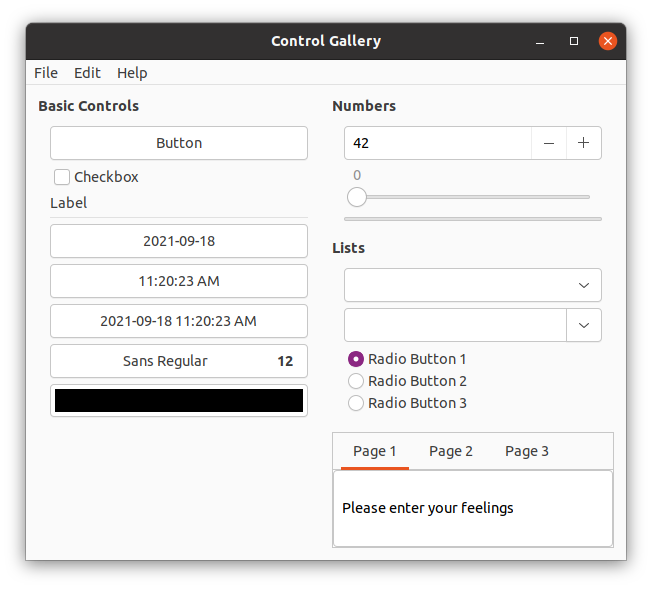 Control Gallery
File Edit Help
Basic Controls
Button
Checkbox
Label
2021-09-18
11:20:23 AM
2021-09-18 11:20:23 AM
Sans Regular 12
Numbers
42
0
Lists
Radio Button 1
Radio Button 2
Radio Button 3
Page 1 Page 2 Page 3
Please enter your feelings